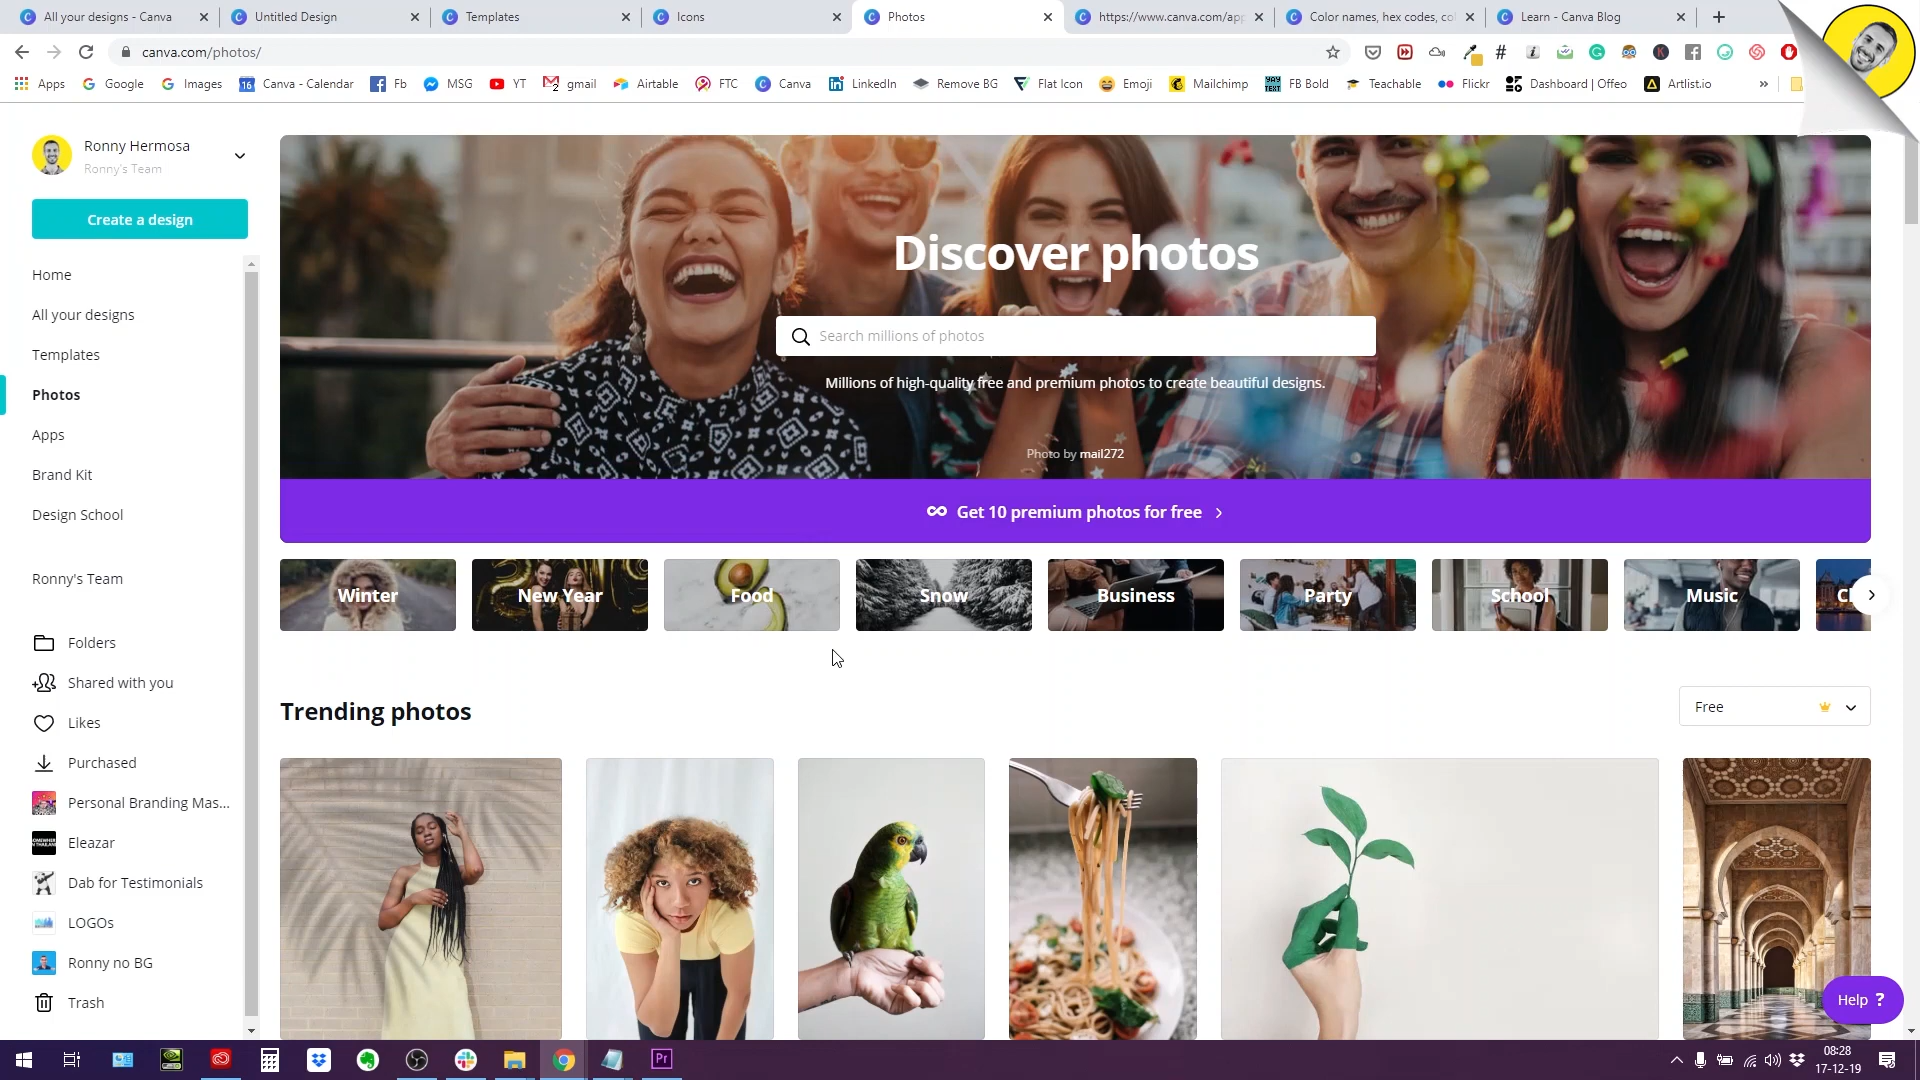 All your designs - Canva
Untitled Design
Templates
Icons
Photos
https://www.canva.com/app
Color names, hex codes, co
Learn - Canva Blog
canva.com/photos/
Apps
Google
Images
Canva - Calendar
Fb
MSG
YT
gmail
Airtable
FTC
Canva
LinkedIn
Remove BG
Flat Icon
Emoji
Mailchimp
FB Bold
Teachable
Flickr
Dashboard | Offeo
Artlist.io
Ronny Hermosa
Ronny's Team
Create a design
Home
All your designs
Templates
Photos
Apps
Brand Kit
Design School
Ronny's Team
Folders
Shared with you
Likes
Purchased
Personal Branding Mas...
Eleazar
Dab for Testimonials
LOGOs
Ronny no BG
Trash
Discover photos
Search millions of photos
Millions of high-quality free and premium photos to create beautiful designs.
Photo by mail272
Get 10 premium photos for free
Winter
New Year
Food
Snow
Business
Party
School
Music
Trending photos
Free
Help ?
Pr
08:28
17-12-19